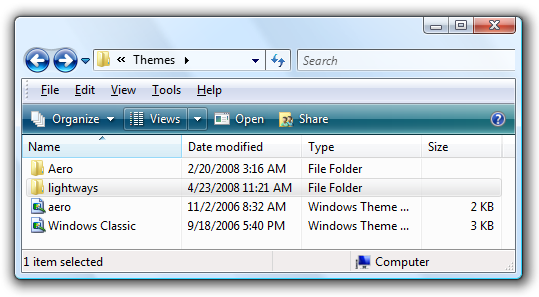 « Themes Search
File Edit View Tools Help
Organize Views Open Share ?
Name Date modified Type Size
Aero 2/20/2008 3:16 AM File Folder
lightways 4/23/2008 11:21 AM File Folder
aero 11/2/2006 8:32 AM Windows Theme ... 2 KB
Windows Classic 9/18/2006 5:40 PM Windows Theme ... 3 KB
1 item selected Computer